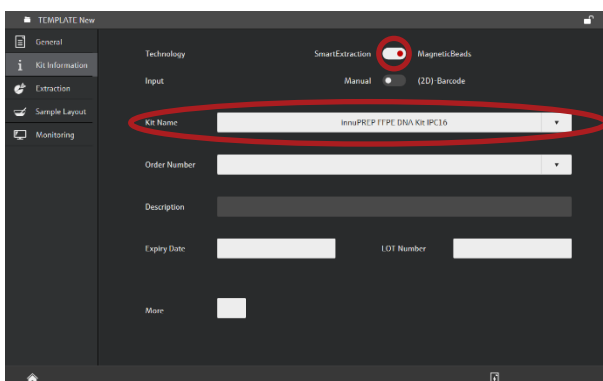 TEMPLATE New
General
Kit Information
Extraction
Sample Layout
Monitoring
Technology SmartExtraction MagneticBeads
Input Manual (2D)-Barcode
Kit Name innuPREP FFPE DNA Kit IPC16
Order Number
Description
Expiry Date LOT Number
More